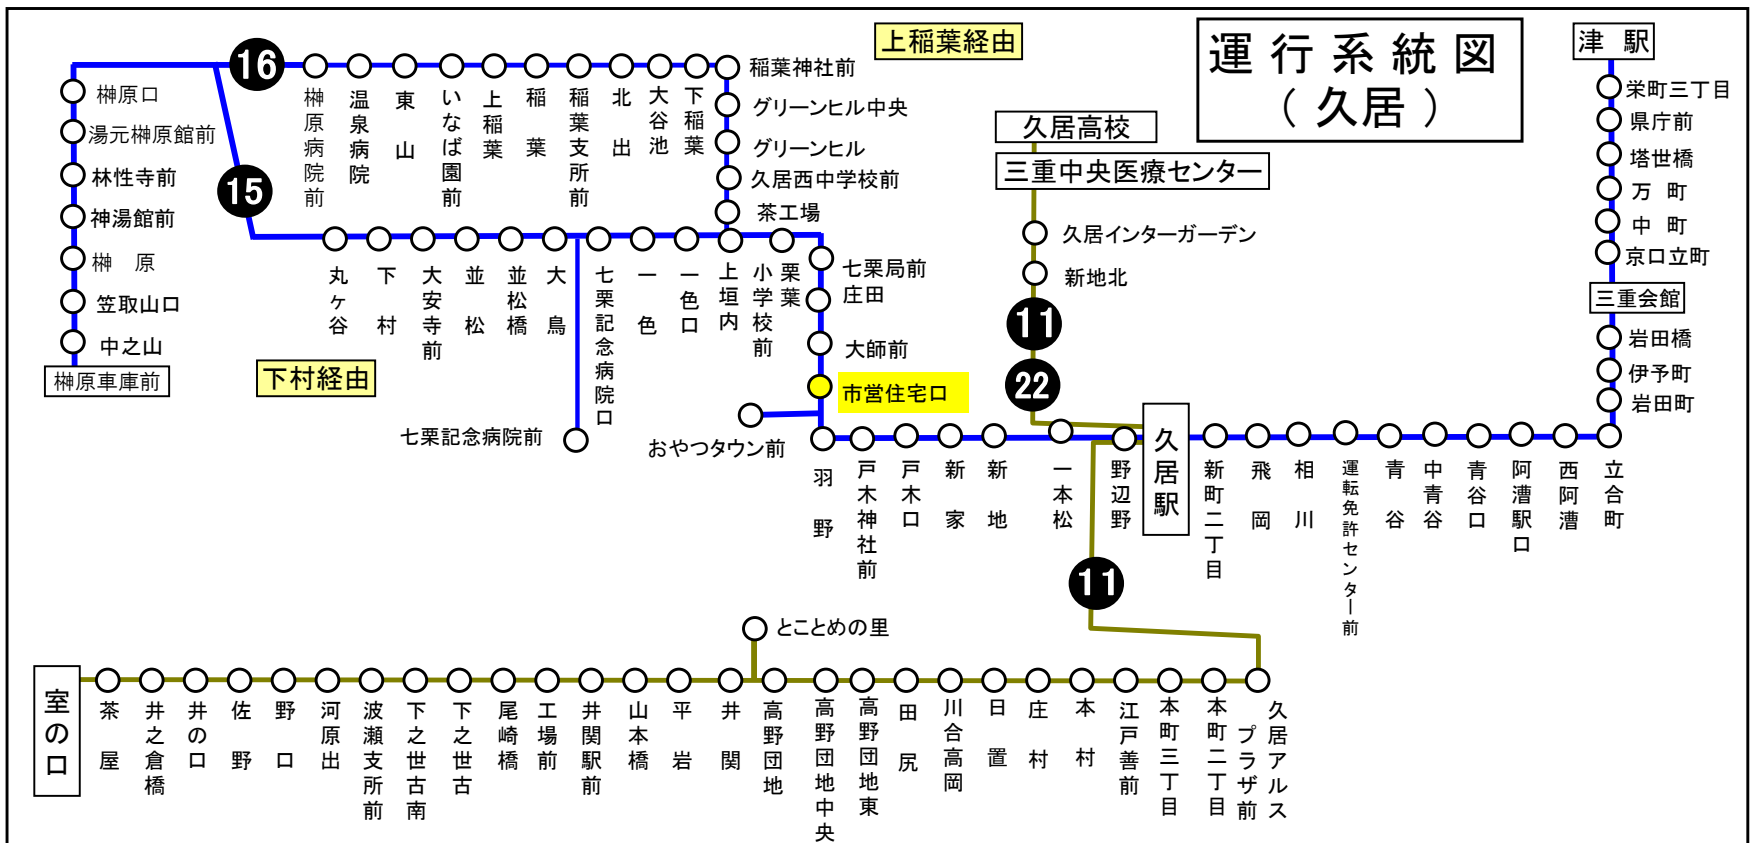 運行系統図
（久居）
上稲葉経由
津駅
栄町三丁目
県庁前
塔世橋
万町
中町
京口立町
三重会館
岩田橋
伊予町
岩田町
立合町
西阿漕
阿漕駅口
青谷口
中青谷
青谷
運転免許センター前
相川
飛岡
新町二丁目
久居駅
久居高校
三重中央医療センター
久居インターガーデン
新地北
11
22
野辺野
一本松
新地
新家
戸木口
戸木神社前
羽野
おやつタウン前
市営住宅口
大師前
庄田
七栗局前
栗葉
小学校前
上垣内
一色口
一色
七栗記念病院口
七栗記念病院前
大鳥
並松橋
並松
大安寺前
下村
丸ヶ谷
下村経由
15
16
茶工場
久居西中学校前
グリーンヒル
グリーンヒル中央
稲葉神社前
下稲葉
大谷池
北出
稲葉支所前
稲葉
上稲葉
いなば園前
東山
温泉病院
榊原病院前
榊原口
湯元榊原館前
林性寺前
神湯館前
榊原
笠取山口
中之山
榊原車庫前
11
とことめの里
室の口
茶屋
井之倉橋
井の口
佐野
野口
河原出
波瀬支所前
下之世古南
下之世古
尾崎橋
工場前
井関駅前
山本橋
平岩
井関
高野団地
高野団地中央
高野団地東
田尻
川合高岡
日置
庄村
本村
江戸善前
本町三丁目
本町二丁目
久居アルス
プラザ前